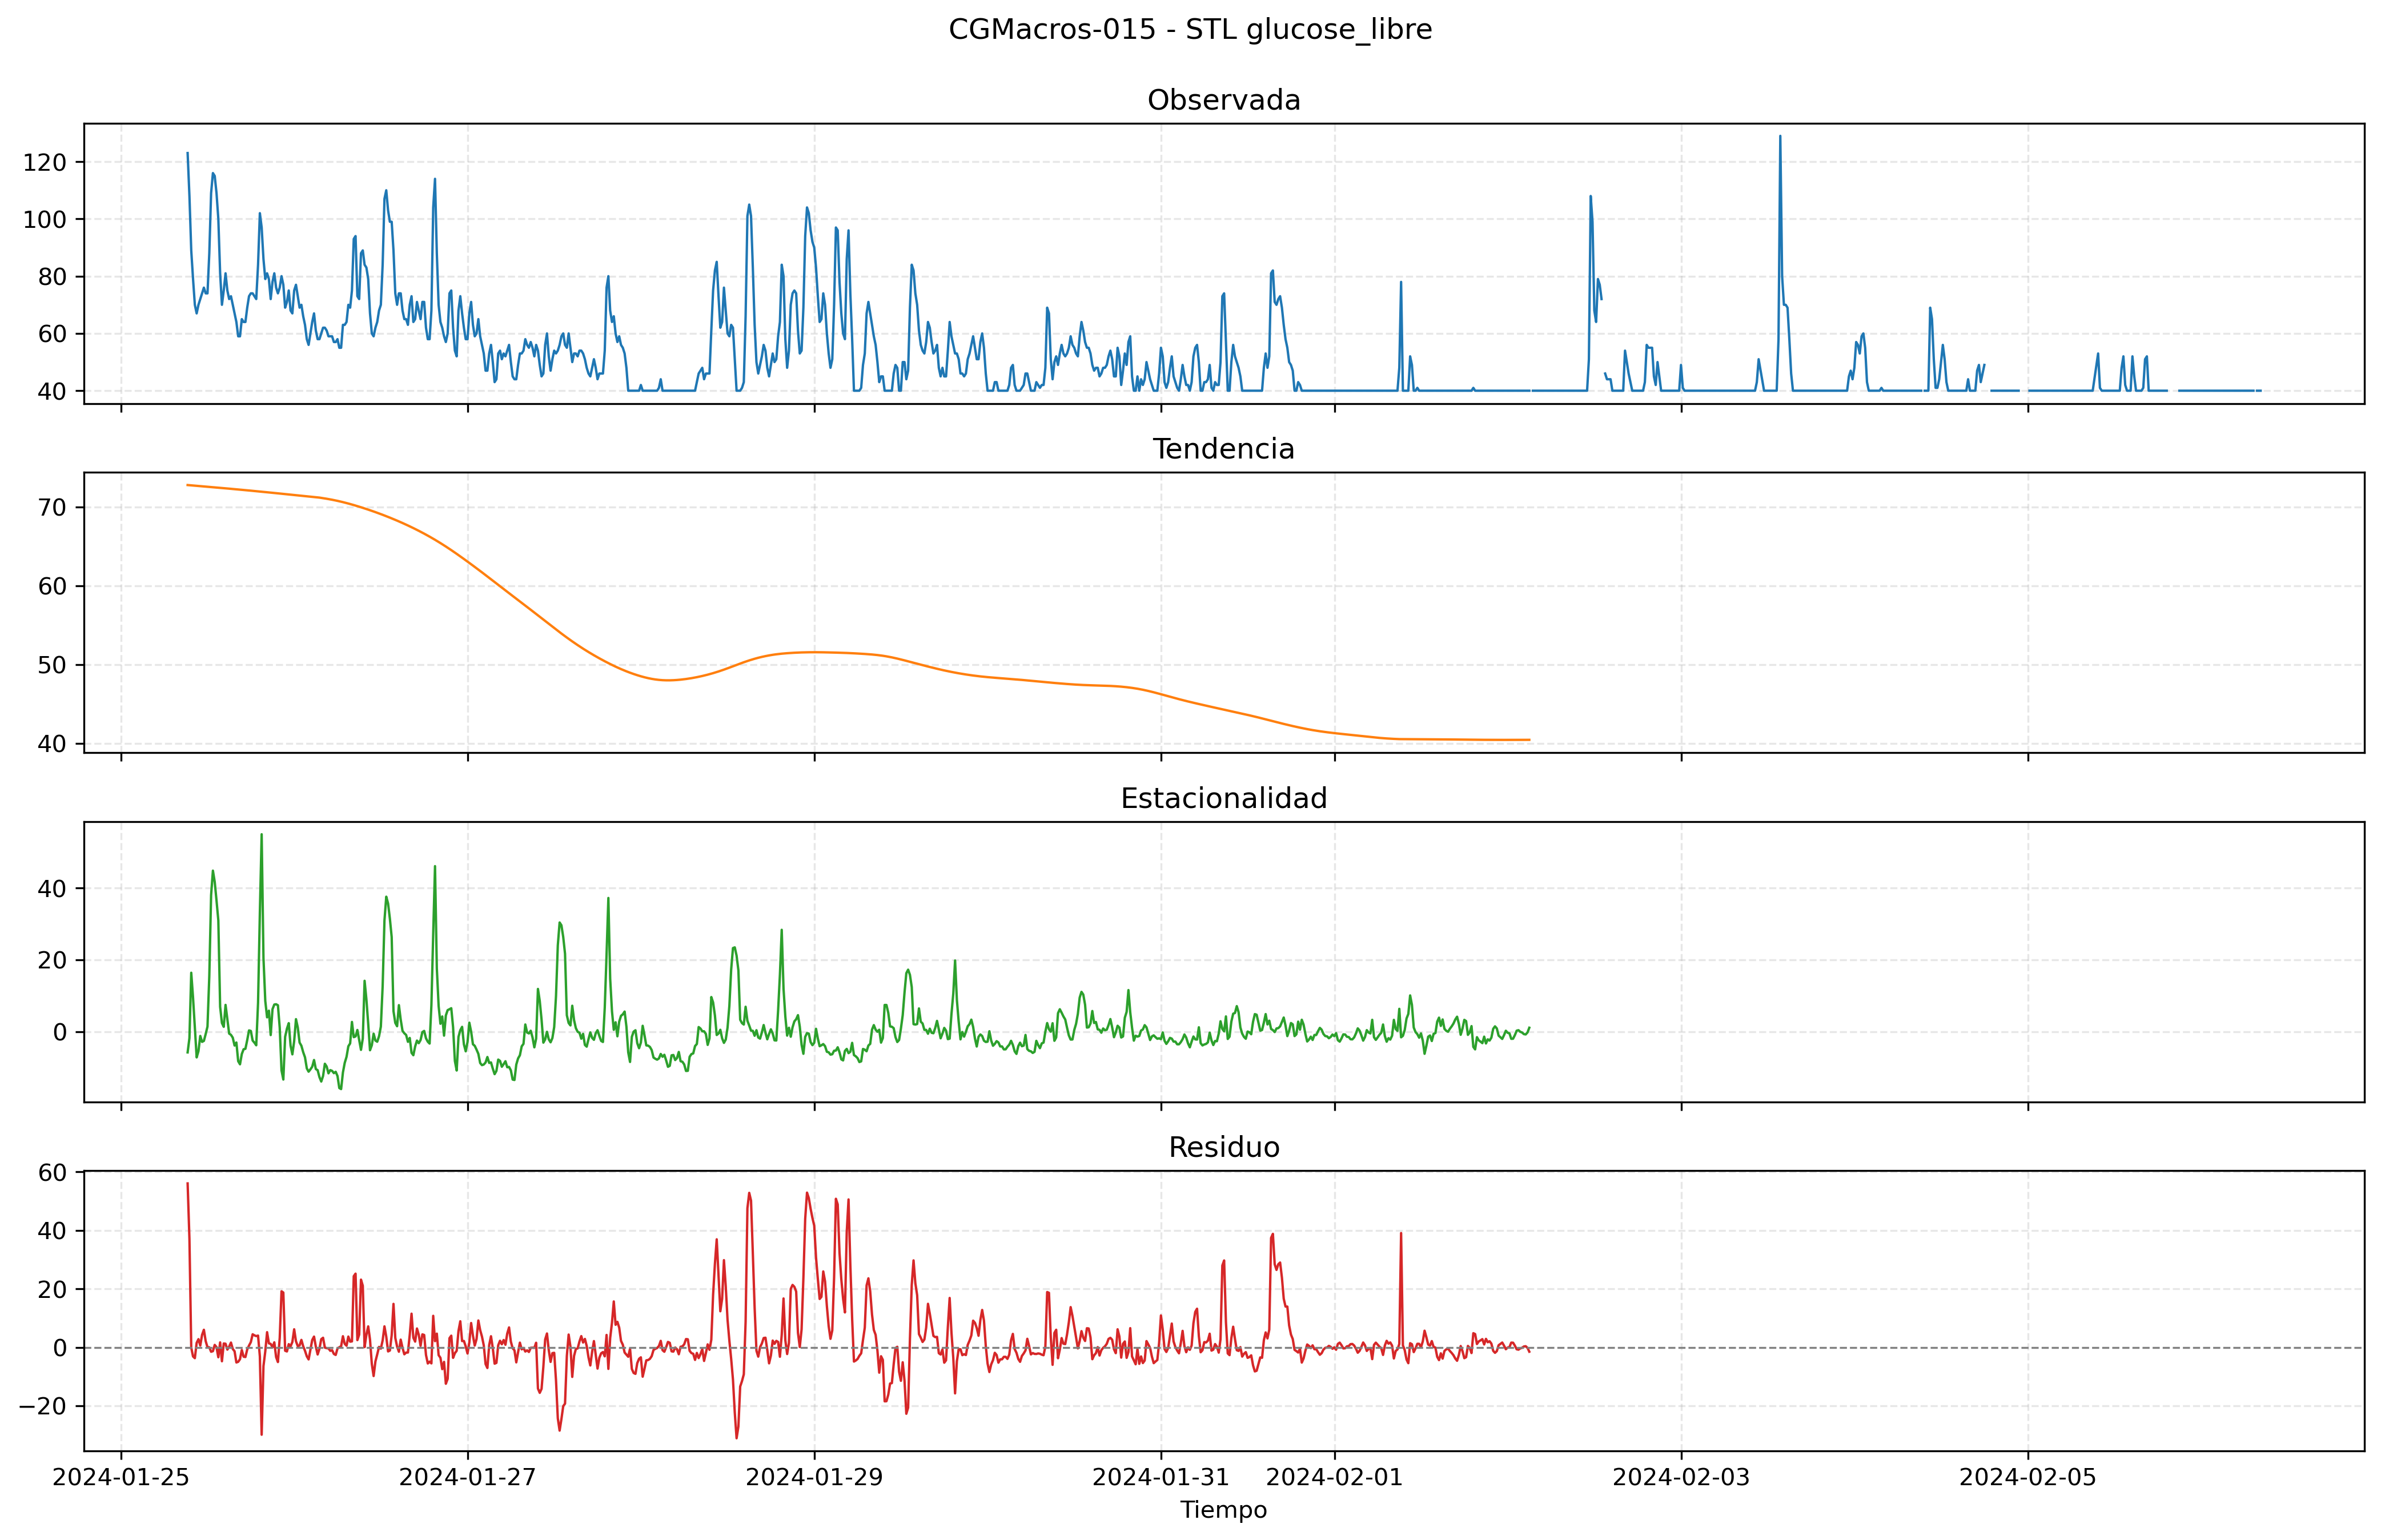 CGMacros-015 - STL glucose_libre
Observada
120
100
80
60
40
Tendencia
70
60
50
40
Estacionalidad
40
20
0
Residuo
60
40
20
0
−20
2024-01-25 2024-01-27 2024-01-29 2024-01-31 2024-02-01 2024-02-03 2024-02-05
Tiempo